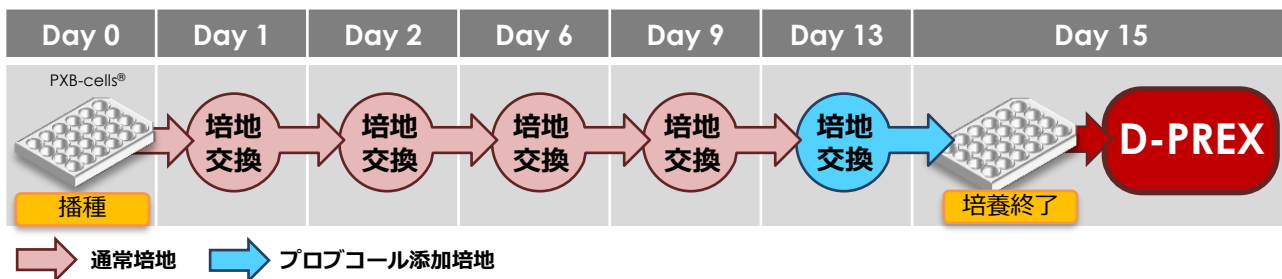 Day 0 Day 1 Day 2 Day 6 Day 9 Day 13 Day 15
PXB-cells®
播種
培地
交換
培地
交換
培地
交換
培地
交換
培地
交換
培養終了
D-PREX
通常培地 プロブコール添加培地